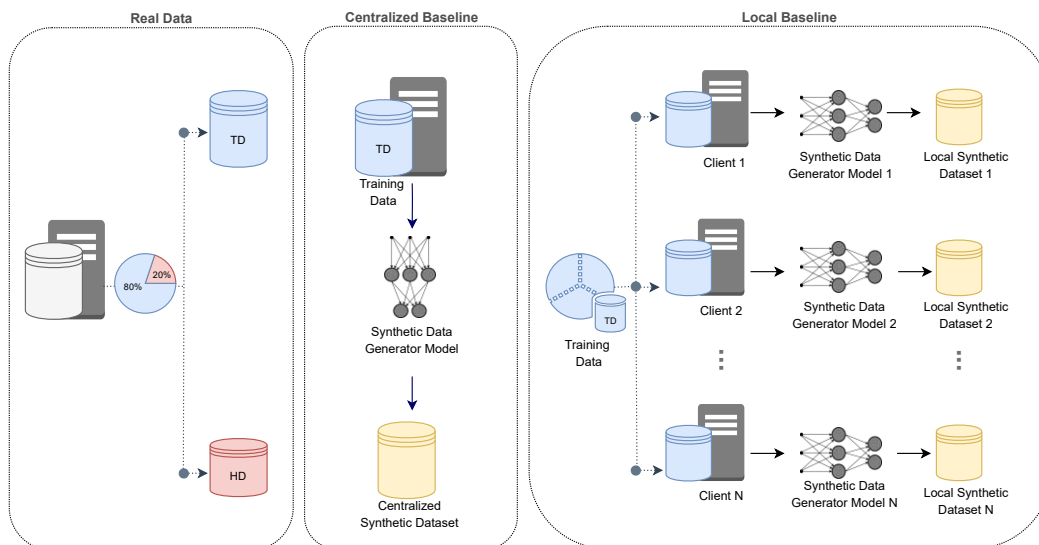 Real Data
TD
80%
20%
HD
Centralized Baseline
TD
Training
Data
Synthetic Data
Generator Model
Centralized
Synthetic Dataset
Local Baseline
TD
Training
Data
Client 1
Synthetic Data
Generator Model 1
Local Synthetic
Dataset 1
Client 2
Synthetic Data
Generator Model 2
Local Synthetic
Dataset 2
Client N
Synthetic Data
Generator Model N
Local Synthetic
Dataset N